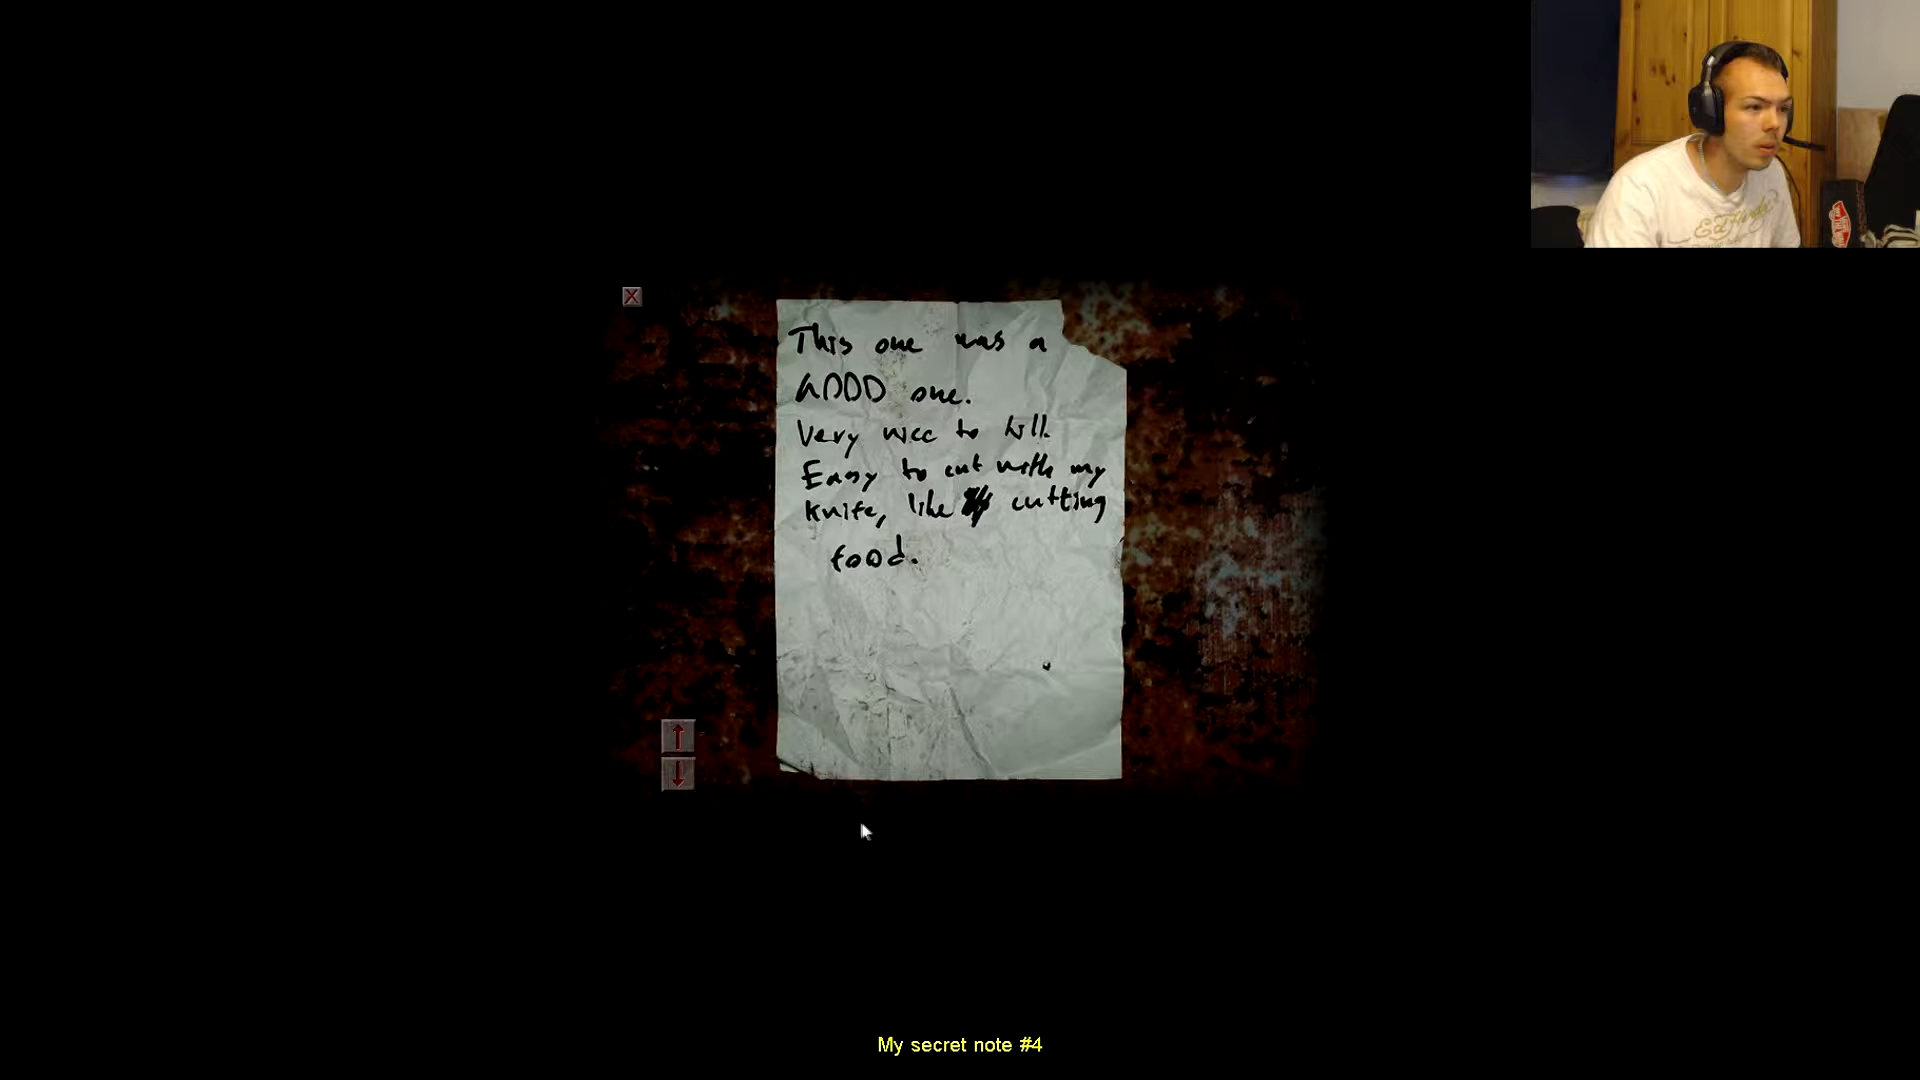 This one was a
GOOD one.
Very nice to kill.
Easy to cut with my
knife, like cutting
food.
My secret note #4